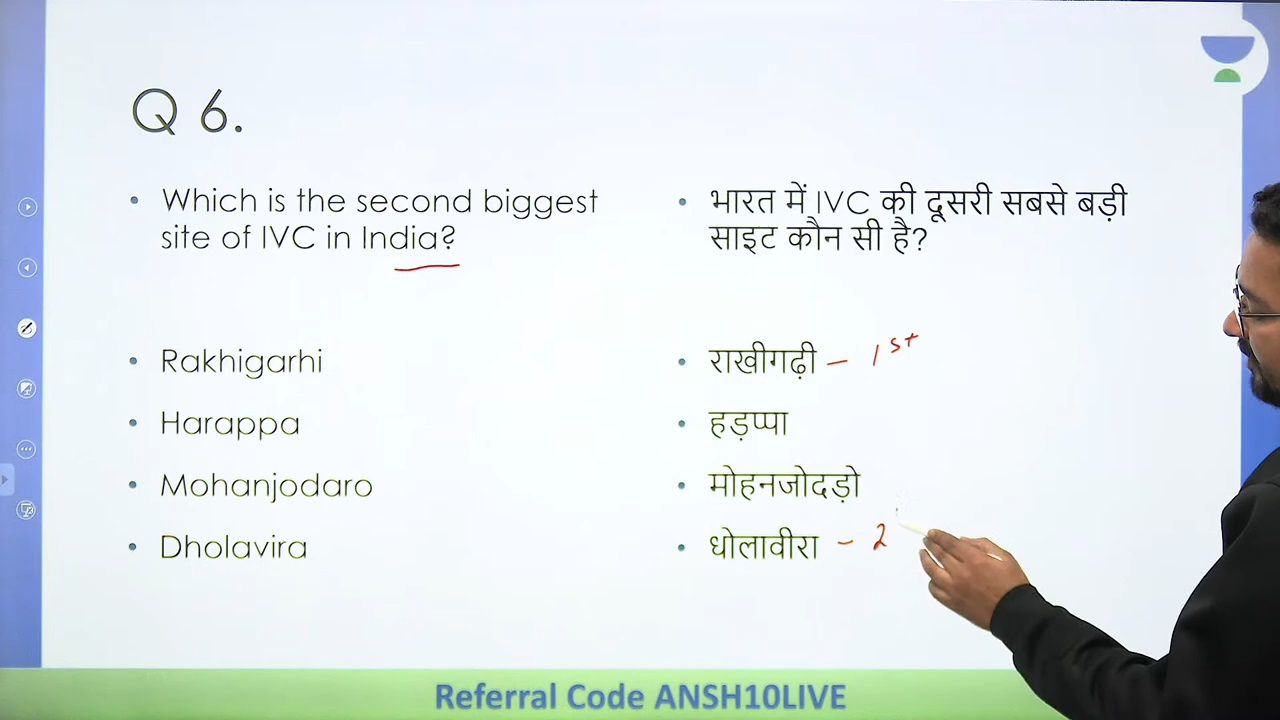 Q 6.
• Which is the second biggest
site of IVC in India?
• Rakhigarhi
• Harappa
• Mohanjodaro
• Dholavira
• भारत में IVC की दूसरी सबसे बड़ी
साइट कौन सी है?
• राखीगढ़ी – 1st
• हड़प्पा
• मोहनजोदड़ो
• धोलावीरा – 2
Referral Code ANSH10LIVE